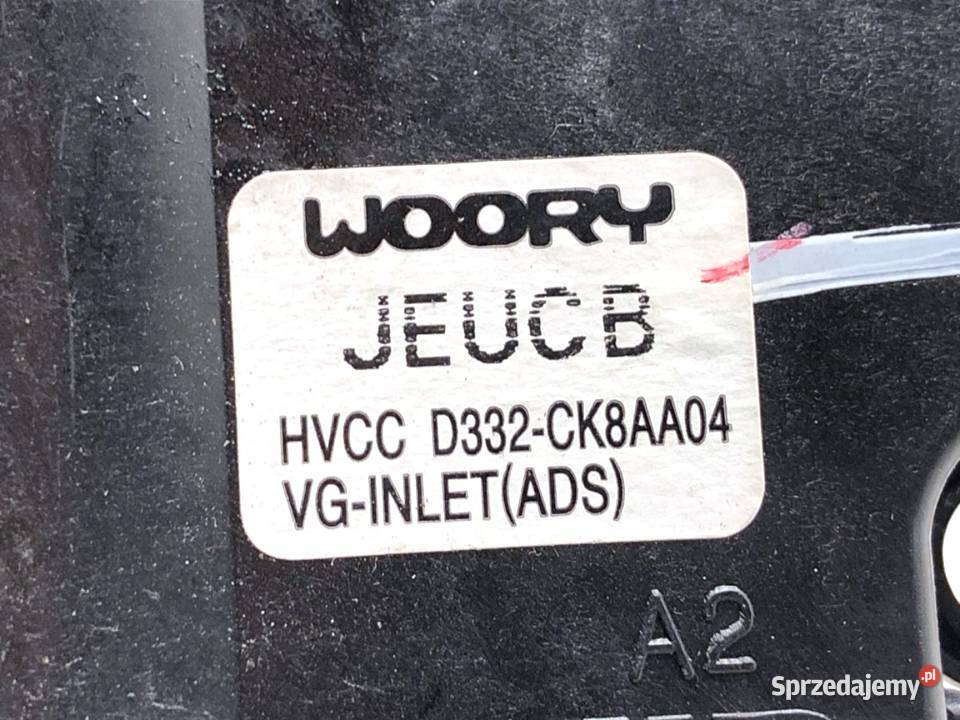 WOORY
JEUCB
HVCC D332-CK8AA04
VG-INLET(ADS)
A2
Sprzedajemy.pl